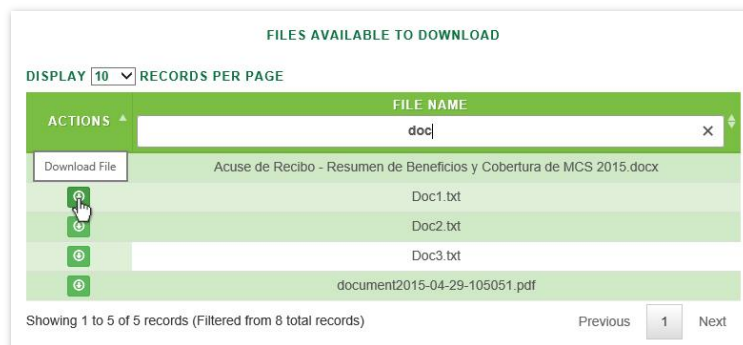 FILES AVAILABLE TO DOWNLOAD
DISPLAY 10 RECORDS PER PAGE
ACTIONS
FILE NAME
doc
Download File
Acuse de Recibo - Resumen de Beneficios y Cobertura de MCS 2015.docx
Doc1.txt
Doc2.txt
Doc3.txt
document2015-04-29-105051.pdf
Showing 1 to 5 of 5 records (Filtered from 8 total records)
Previous 1 Next